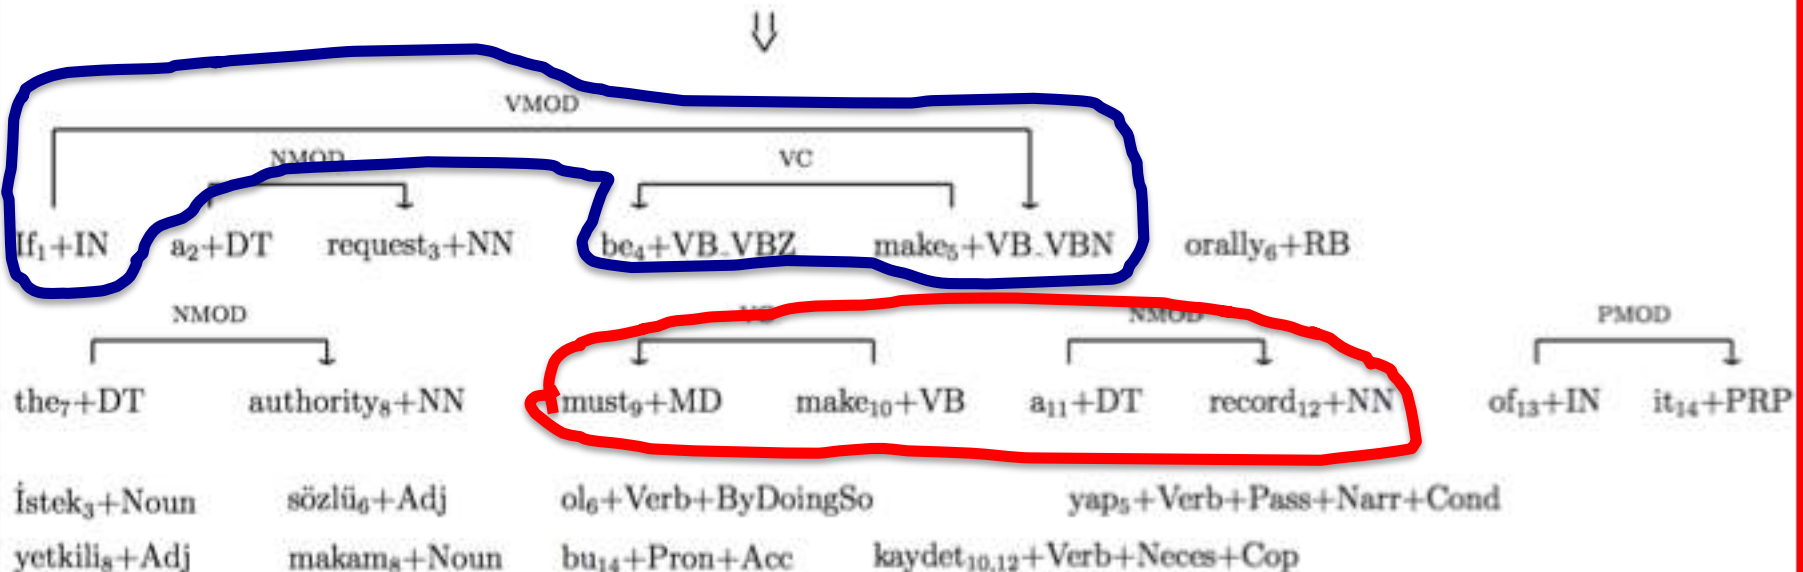 VMOD
NMOD VC
If₁+IN a₂+DT request₃+NN be₄+VB_VBZ make₅+VB_VBN orally₆+RB
NMOD VC NMOD PMOD
the₇+DT authority₈+NN must₉+MD make₁₀+VB a₁₁+DT record₁₂+NN of₁₃+IN it₁₄+PRP
İstek₃+Noun sözlü₆+Adj ol₆+Verb+ByDoingSo yap₅+Verb+Pass+Narr+Cond
yetkili₈+Adj makam₈+Noun bu₁₄+Pron+Acc kaydet₁₀,₁₂+Verb+Neces+Cop